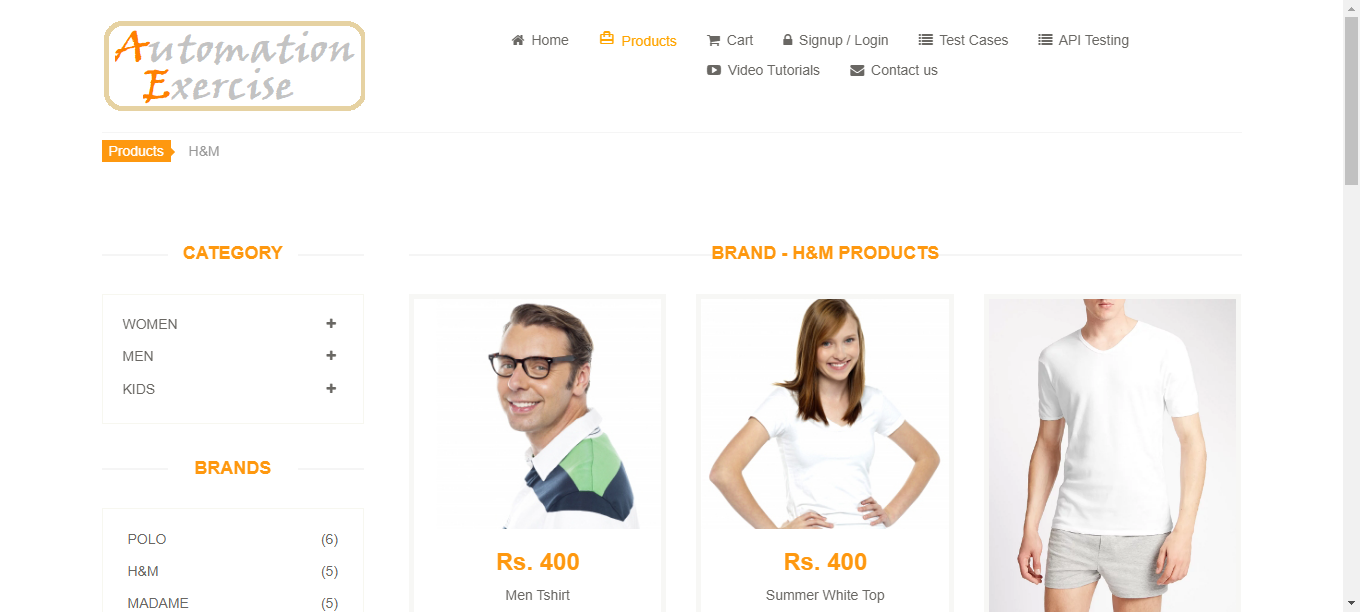 Automation
Exercise
Home Products Cart Signup / Login Test Cases API Testing
Video Tutorials Contact us
Products H&M
CATEGORY
WOMEN
MEN
KIDS
BRANDS
POLO (6)
H&M (5)
MADAME (5)
BRAND - H&M PRODUCTS
Rs. 400
Men Tshirt
Rs. 400
Summer White Top